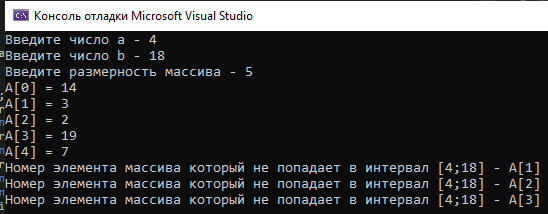 Консоль отладки Microsoft Visual Studio
Введите число a - 4
Введите число b - 18
Введите размерность массива - 5
A[0] = 14
A[1] = 3
A[2] = 2
A[3] = 19
A[4] = 7
Номер элемента массива который не попадает в интервал [4;18] - A[1]
Номер элемента массива который не попадает в интервал [4;18] - A[2]
Номер элемента массива который не попадает в интервал [4;18] - A[3]